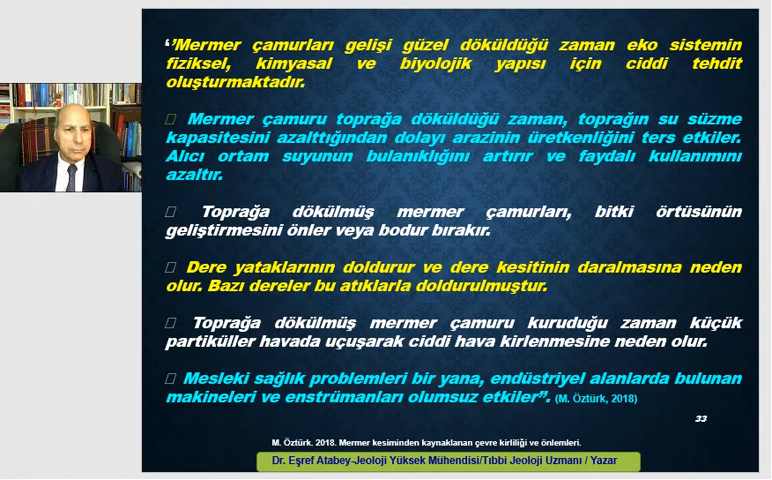 ‘’Mermer çamurları gelişi güzel döküldüğü zaman eko sistemin
fiziksel, kimyasal ve biyolojik yapısı için ciddi tehdit
oluşturmaktadır.
Mermer çamuru toprağa döküldüğü zaman, toprağın su süzme
kapasitesini azalttığından dolayı arazinin üretkenliğini ters etkiler.
Alıcı ortam suyunun bulanıklığını artırır ve faydalı kullanımını
azaltır.
Toprağa dökülmüş mermer çamurları, bitki örtüsünün
geliştirmesini önler veya bodur bırakır.
Dere yataklarının doldurur ve dere kesitinin daralmasına neden
olur. Bazı dereler bu atıklarla doldurulmuştur.
Toprağa dökülmüş mermer çamuru kuruduğu zaman küçük
partiküller havada uçuşarak ciddi hava kirlenmesine neden olur.
Mesleki sağlık problemleri bir yana, endüstriyel alanlarda bulunan
makineleri ve enstrümanları olumsuz etkiler”. (M. Öztürk, 2018)
33
M. Öztürk. 2018. Mermer kesiminden kaynaklanan çevre kirliliği ve önlemleri.
Dr. Eşref Atabey-Jeoloji Yüksek Mühendisi/Tıbbi Jeoloji Uzmanı / Yazar